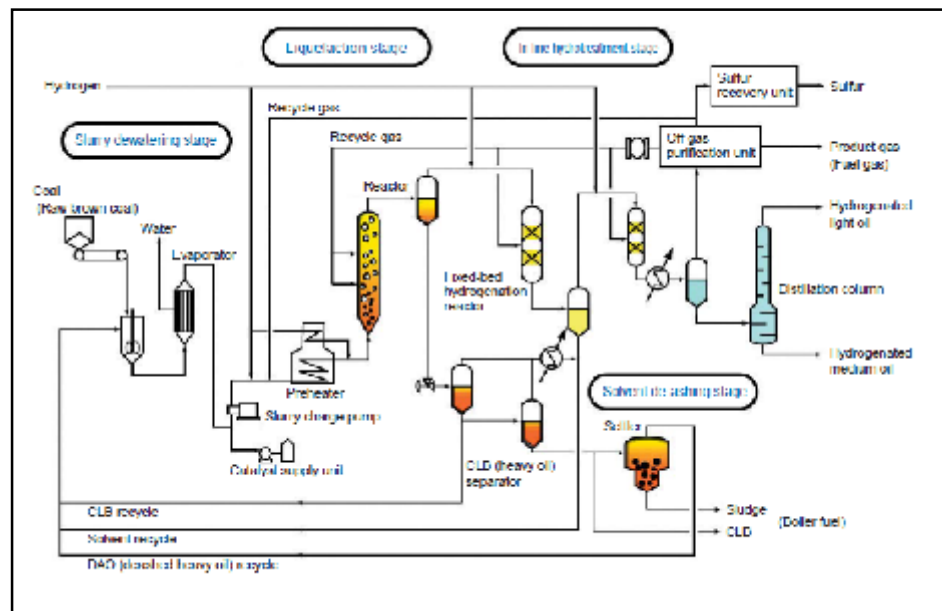 Liquefaction stage
In-line hydrotreatment stage
Hydrogen
Sulfur
recovery unit
Sulfur
Recycle gas
Slurry dewatering stage
Recycle gas
Off gas
purification unit
Product gas
(Fuel gas)
Reactor
Coal
(Raw brown coal)
Hydrogenated
light oil
Water
Evaporator
Fixed-bed
hydrogenation
reactor
Distillation column
Hydrogenated
medium oil
Preheater
Solvent de-ashing stage
Slurry charge pump
Settler
Catalyst supply unit
CLB (heavy oil)
separator
CLB recycle
Sludge
(Boiler fuel)
CLB
Solvent recycle
DAO (deashed heavy oil) recycle